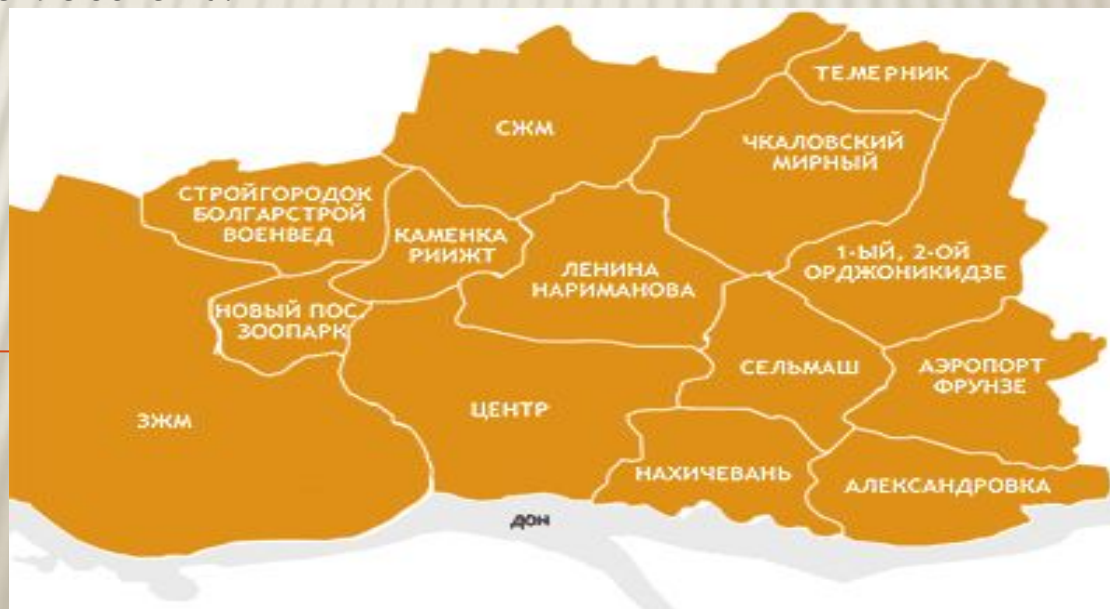 ТЕМЕРНИК
СЖМ
ЧКАЛОВСКИЙ
МИРНЫЙ
СТРОЙГОРОДОК
БОЛГАРСТРОЙ
ВОЕНВЕД
КАМЕНКА
РИИЖТ
ЛЕНИНА
НАРИМАНОВА
1-ЫЙ, 2-ОЙ
ОРДЖОНИКИДЗЕ
НОВЫЙ ПОС.
ЗООПАРК
СЕЛЬМАШ
АЭРОПОРТ
ФРУНЗЕ
ЗЖМ
ЦЕНТР
НАХИЧЕВАНЬ
АЛЕКСАНДРОВКА
ДОН